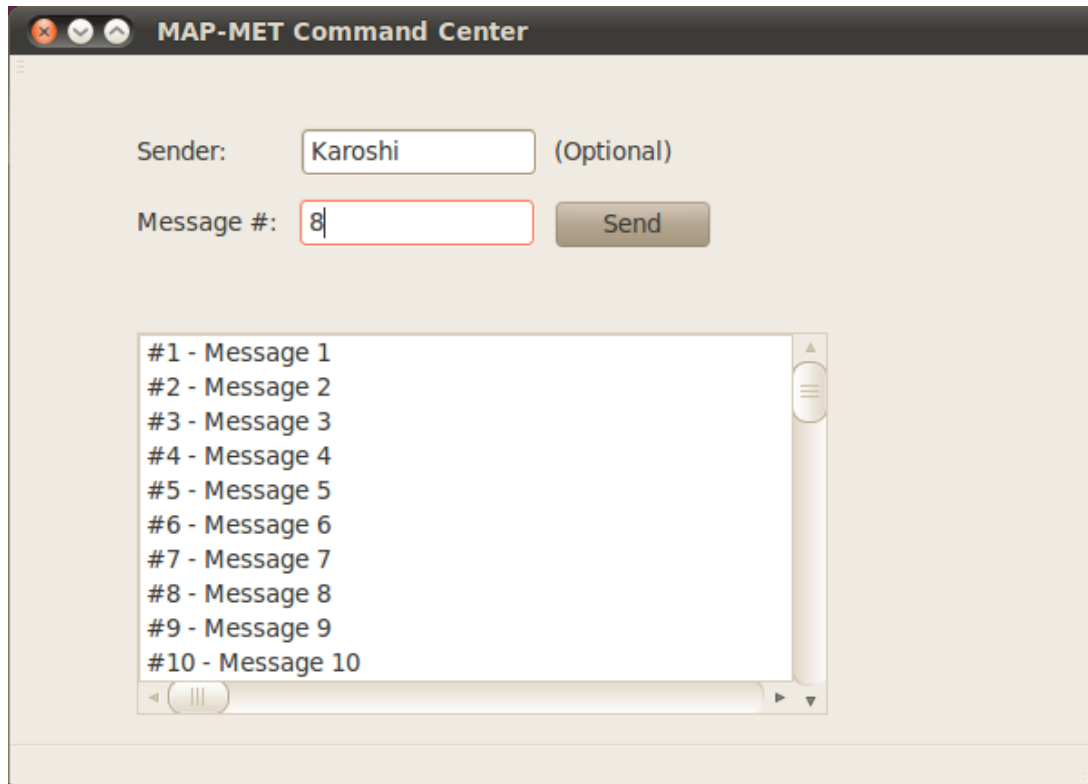 MAP-MET Command Center
Sender: Karoshi (Optional)
Message #: 8 Send
#1 - Message 1
#2 - Message 2
#3 - Message 3
#4 - Message 4
#5 - Message 5
#6 - Message 6
#7 - Message 7
#8 - Message 8
#9 - Message 9
#10 - Message 10